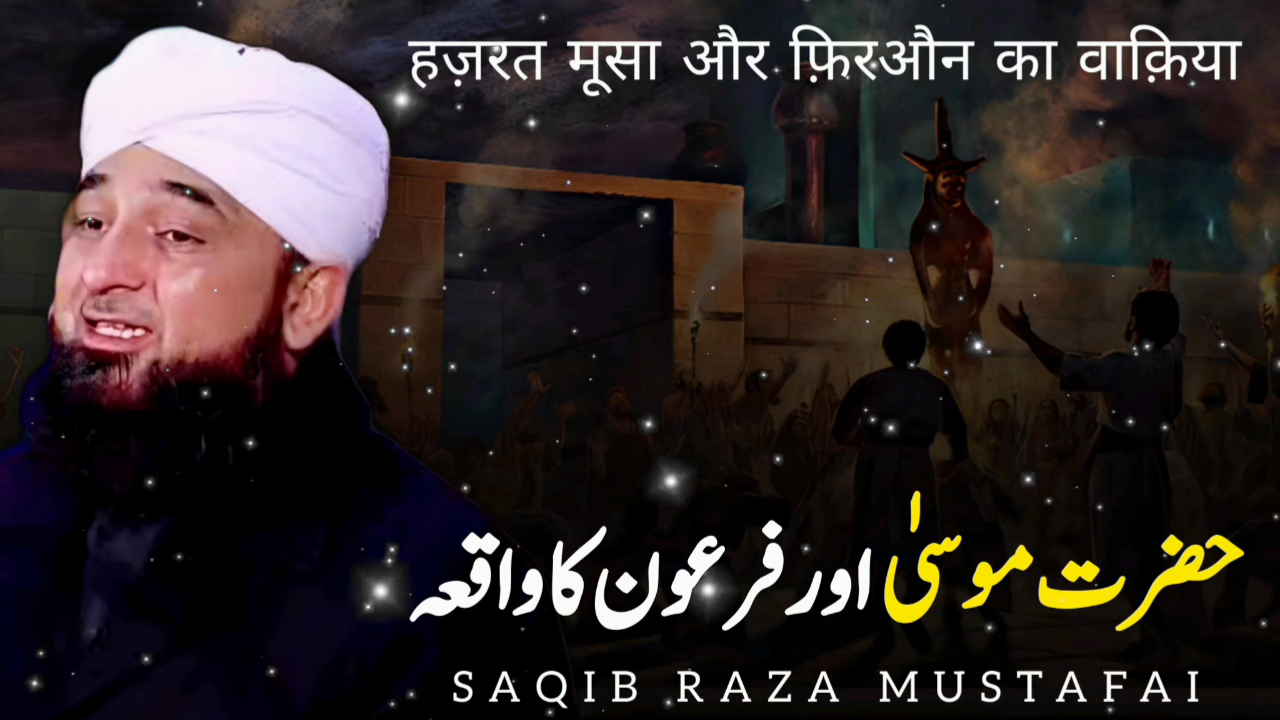 हज़रत मूसा और फ़िरऔन का वाक़िया
حضرت موسیٰ اور فرعون کا واقعہ
SAQIB RAZA MUSTAFAI